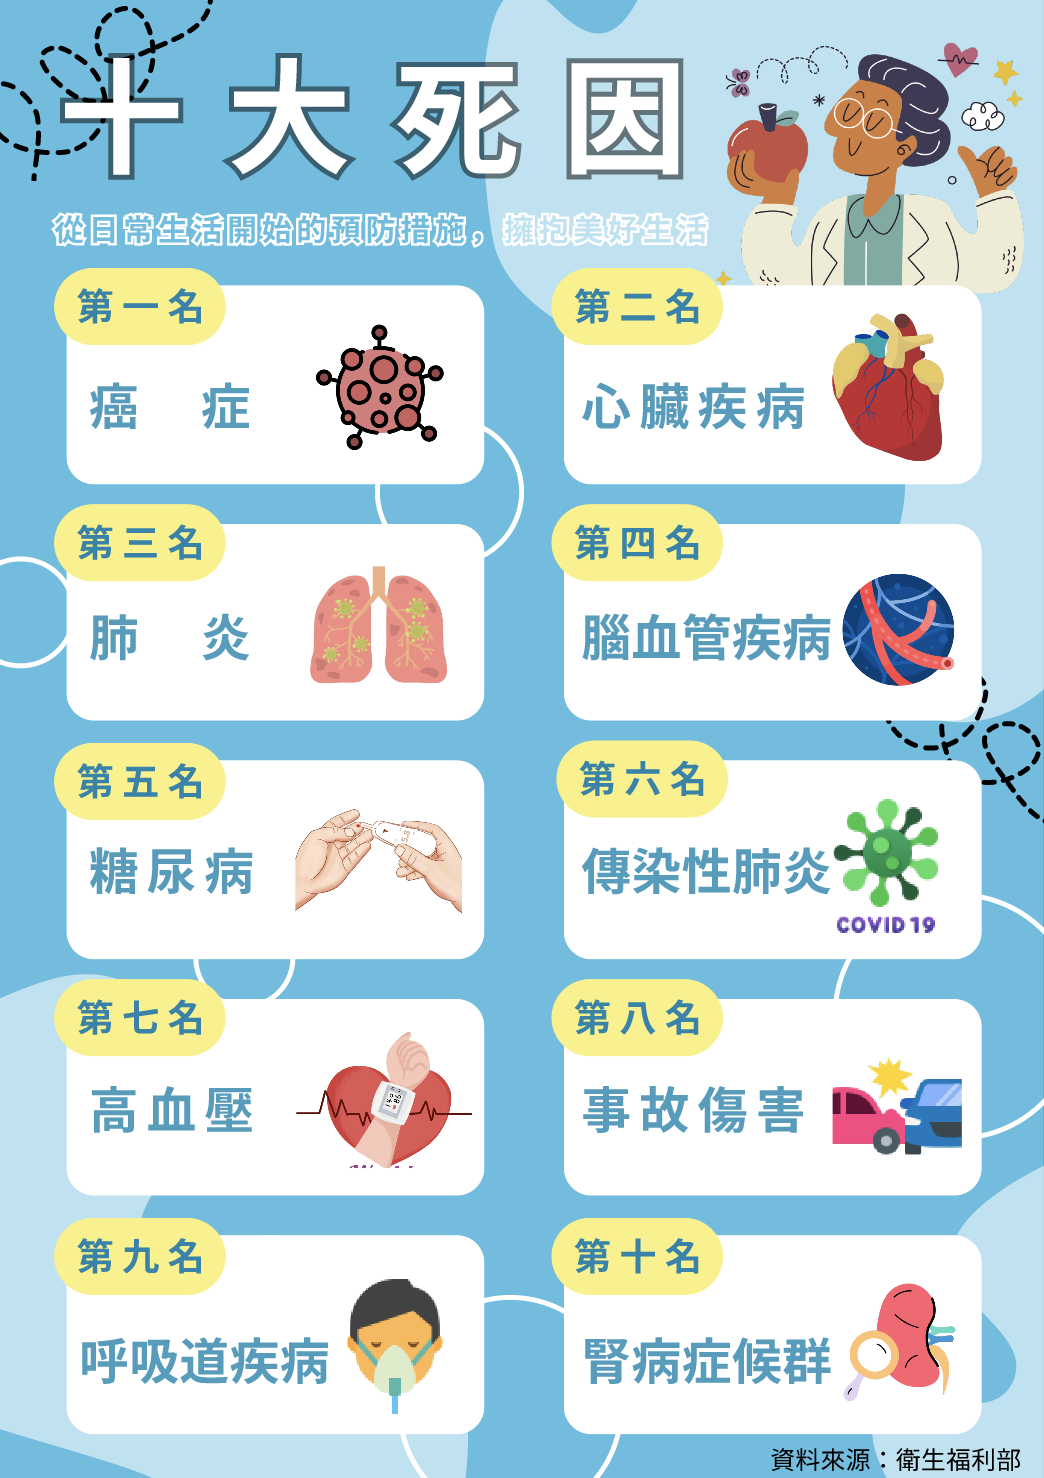 十大死因
從日常生活開始的預防措施，擁抱美好生活
第一名
癌　症
第二名
心臟疾病
第三名
肺　炎
第四名
腦血管疾病
第五名
糖尿病
第六名
傳染性肺炎
COVID 19
第七名
高血壓
第八名
事故傷害
第九名
呼吸道疾病
第十名
腎病症候群
資料來源：衛生福利部